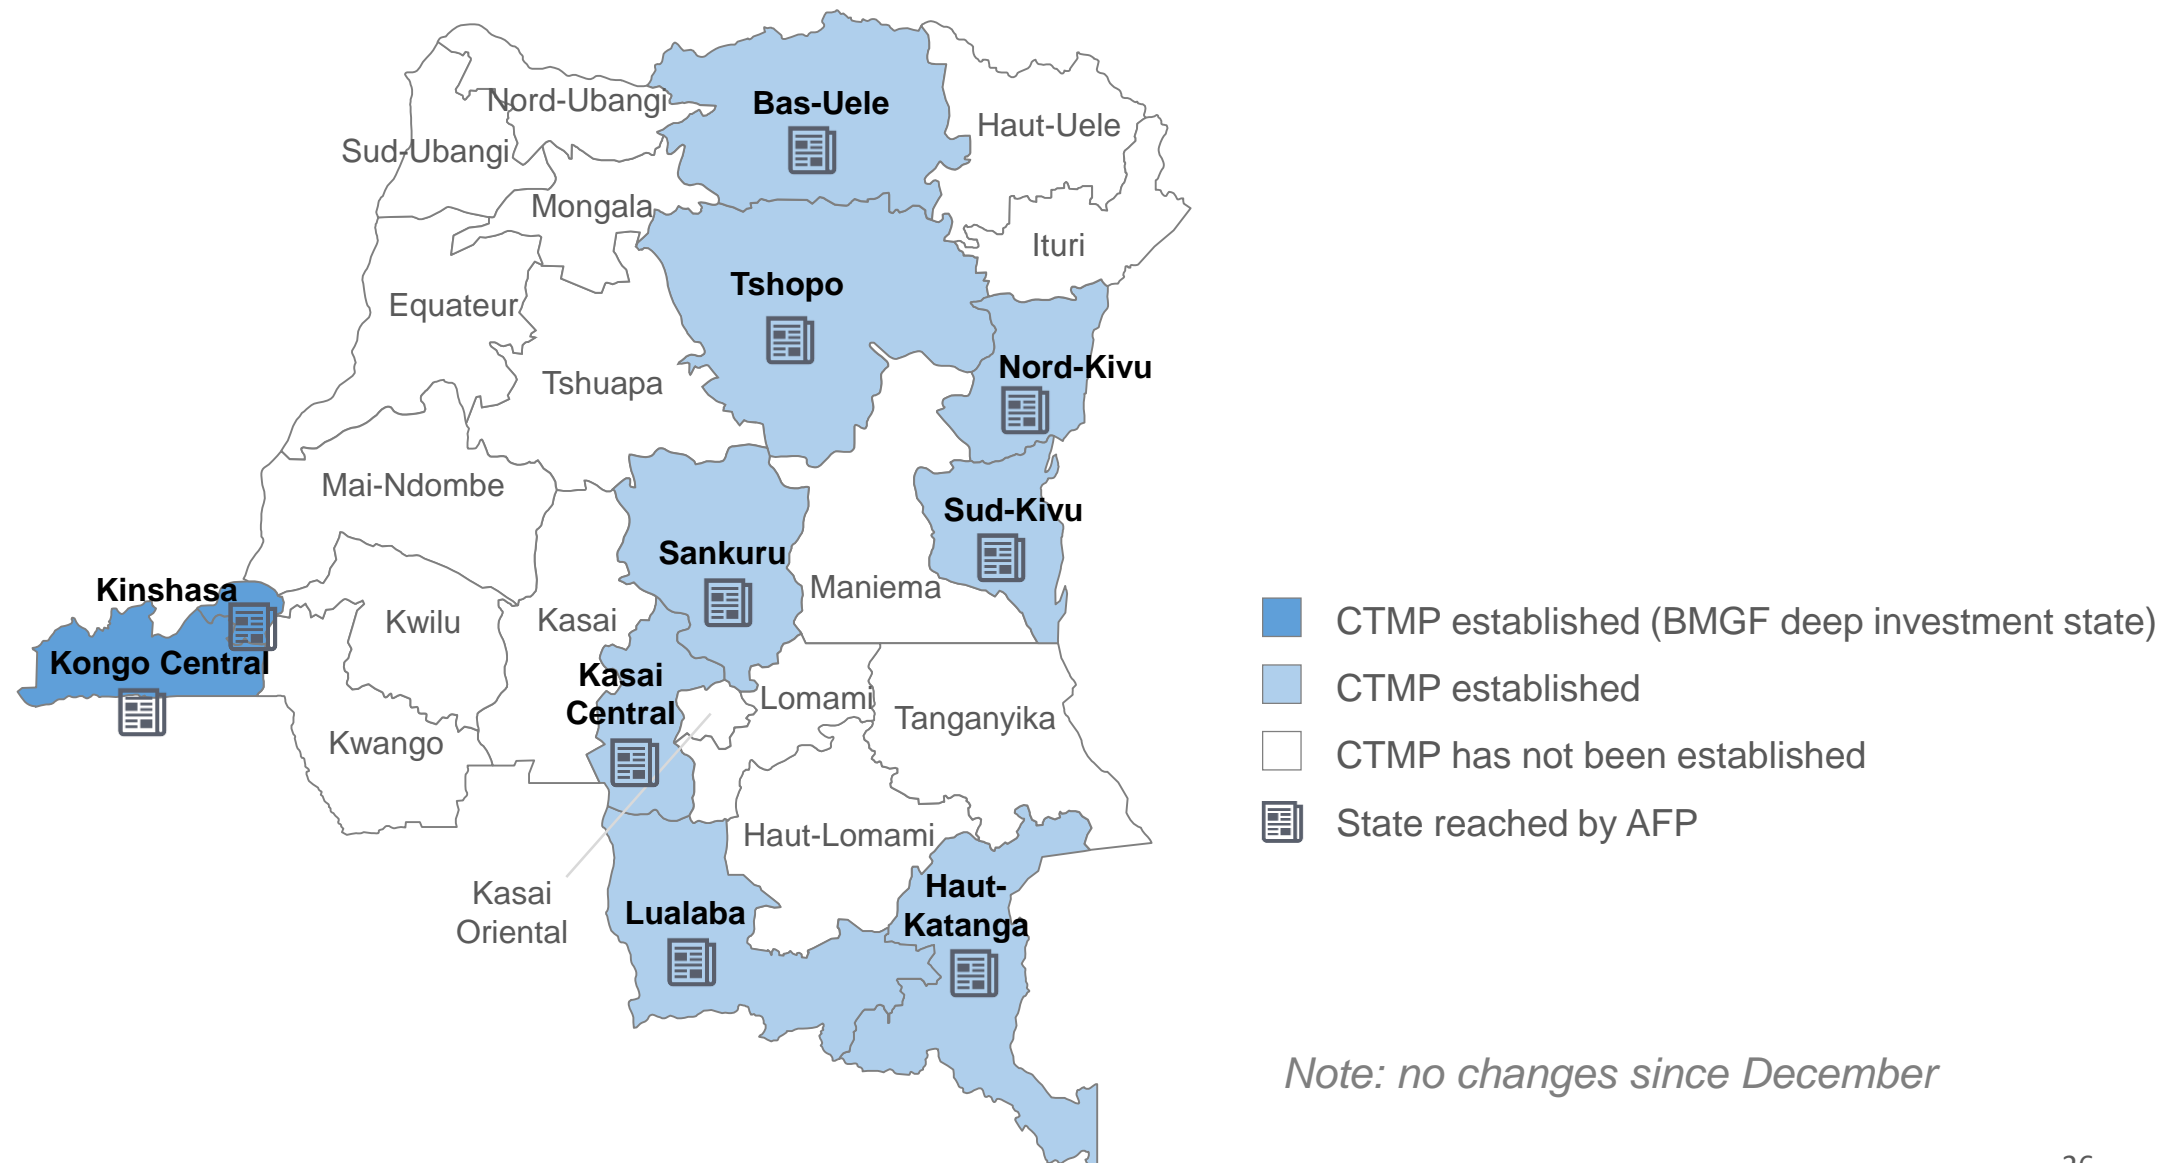 Nord-Ubangi
Bas-Uele
Haut-Uele
Sud-Ubangi
Mongala
Ituri
Tshopo
Equateur
Nord-Kivu
Tshuapa
Mai-Ndombe
Sud-Kivu
Sankuru
Kinshasa
Maniema
Kwilu
Kasai
Kongo Central
Kasai
Central
Lomami
Tanganyika
Kwango
Haut-Lomami
Kasai
Oriental
Lualaba
Haut-
Katanga
CTMP established (BMGF deep investment state)
CTMP established
CTMP has not been established
State reached by AFP
Note: no changes since December